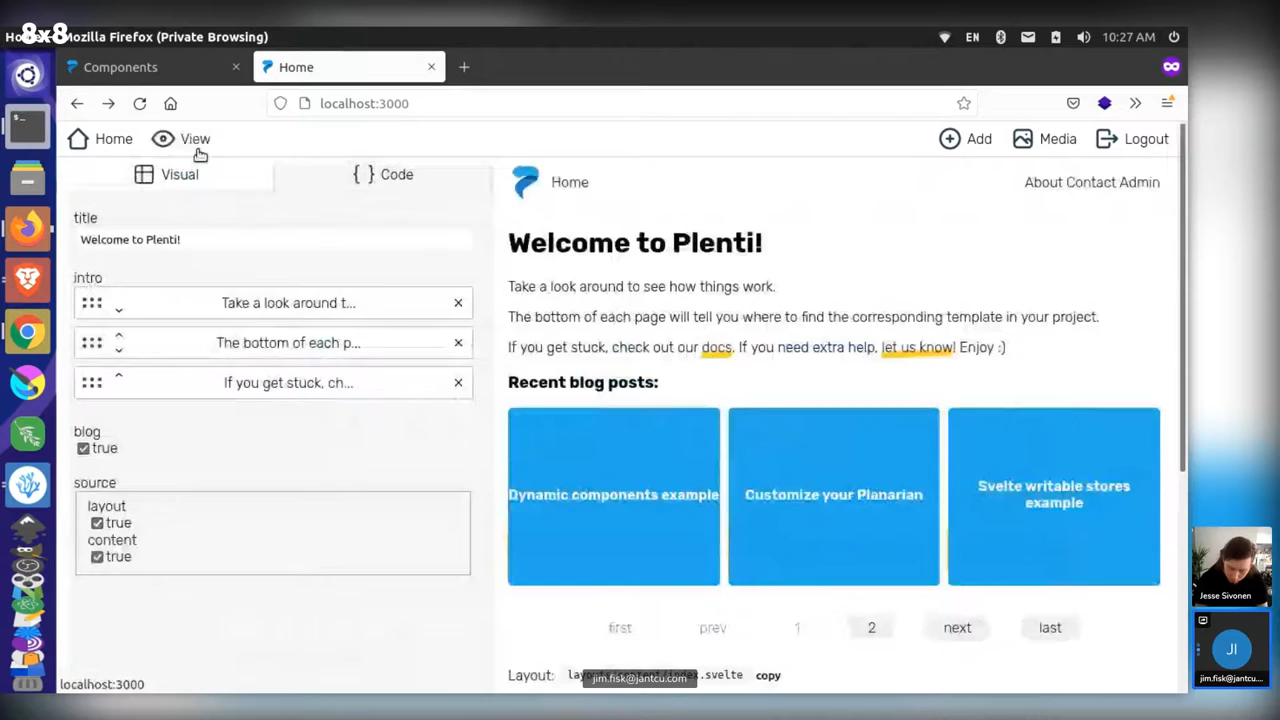 8x8
Ho Mozilla Firefox (Private Browsing)
EN
10:27 AM
Components
Home
localhost:3000
Home
View
Add
Media
Logout
Visual
{ } Code
Home
About Contact Admin
title
Welcome to Plenti!
intro
Take a look around t...
The bottom of each p...
If you get stuck, ch...
blog
true
source
layout
true
content
true
Welcome to Plenti!
Take a look around to see how things work.
The bottom of each page will tell you where to find the corresponding template in your project.
If you get stuck, check out our docs. If you need extra help, let us know! Enjoy :)
Recent blog posts:
Dynamic components example
Customize your Planarian
Svelte writable stores
example
first
prev
1
2
next
last
Layout:
.svelte
copy
localhost:3000
jim.fisk@jantcu.com
Jesse Sivonen
JI
jim.fisk@jantcu....